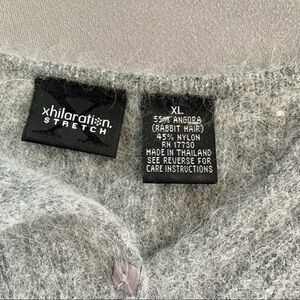 xhilaration.
STRETCH
XL
55% ANGORA
(RABBIT HAIR)
45% NYLON
RN 17730
MADE IN THAILAND
SEE REVERSE FOR
CARE INSTRUCTIONS